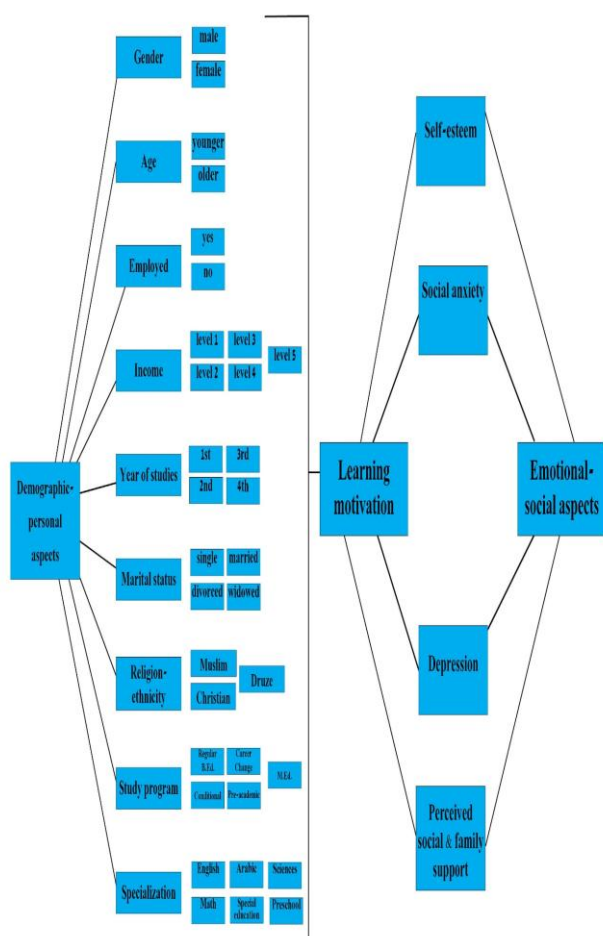 Gender
male
female
Age
younger
older
Employed
yes
no
Income
level 1
level 3
level 5
level 2
level 4
Year of studies
1st
3rd
2nd
4th
Demographic-
personal
aspects
Marital status
single
married
divorced
widowed
Religion-
ethnicity
Muslim
Druze
Christian
Study program
Regular
B.Ed.
Career
Change
M.Ed.
Conditional
Pre-academic
Specialization
English
Arabic
Sciences
Math
Special
education
Preschool
Learning
motivation
Self-esteem
Social anxiety
Depression
Perceived
social & family
support
Emotional-
social aspects